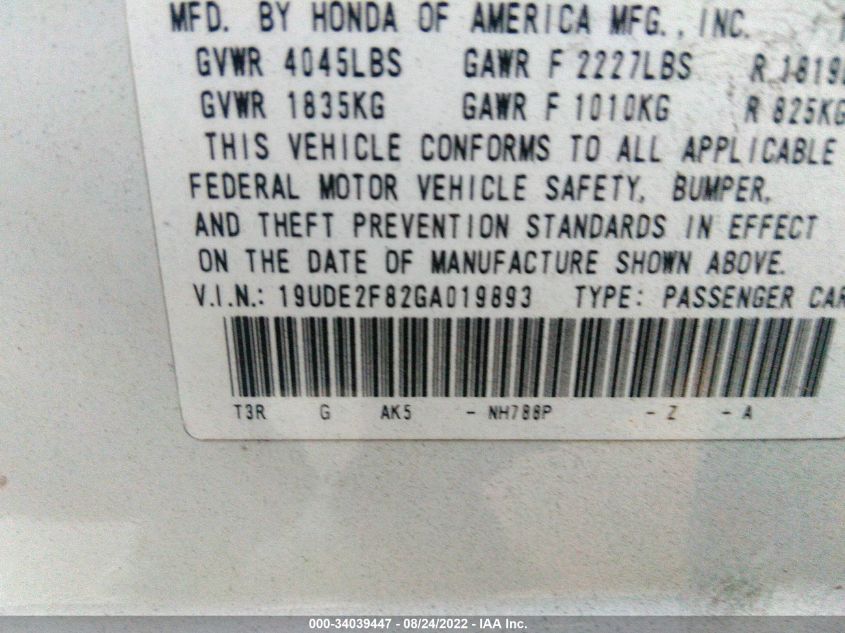 MFD. BY HONDA OF AMERICA MFG., INC.
GVWR 4045LBS GAWR F 2227LBS R 1819
GVWR 1835KG GAWR F 1010KG R 825KG
THIS VEHICLE CONFORMS TO ALL APPLICABLE
FEDERAL MOTOR VEHICLE SAFETY, BUMPER,
AND THEFT PREVENTION STANDARDS IN EFFECT
ON THE DATE OF MANUFACTURE SHOWN ABOVE.
V.I.N.: 19UDE2F82GA019893 TYPE: PASSENGER CAR
T3R G AK5 - NH788P - Z - A
000-34039447 - 08/24/2022 - IAA Inc.